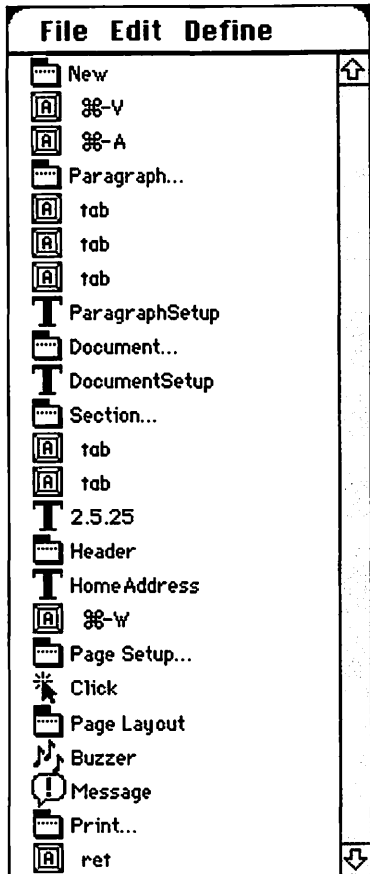 File Edit Define
New
⌘-V
⌘-A
Paragraph...
tab
tab
tab
ParagraphSetup
Document...
DocumentSetup
Section...
tab
tab
2.5.25
Header
HomeAddress
⌘-W
Page Setup...
Click
Page Layout
Buzzer
Message
Print...
ret